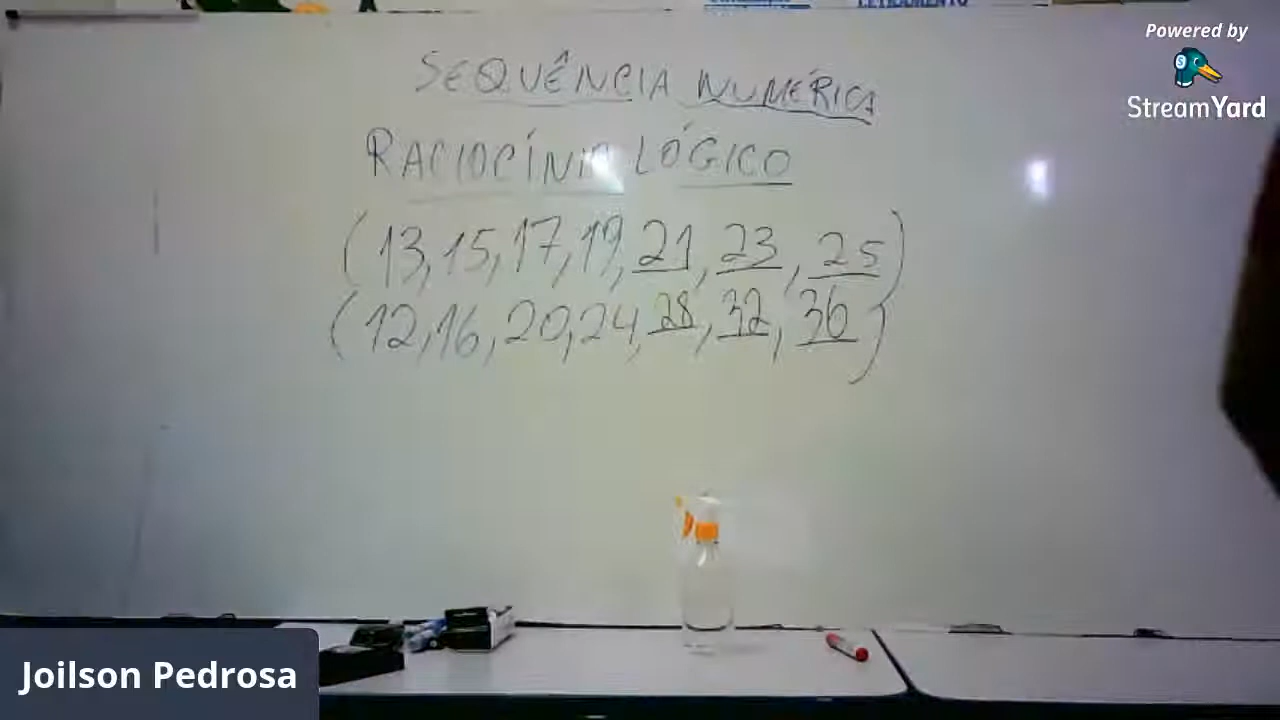 Powered by
StreamYard
SEQUÊNCIA NUMÉRICA
RACIOCÍNIO LÓGICO
(13, 15, 17, 19, 21, 23, 25)
(12, 16, 20, 24, 28, 32, 36)
Joilson Pedrosa